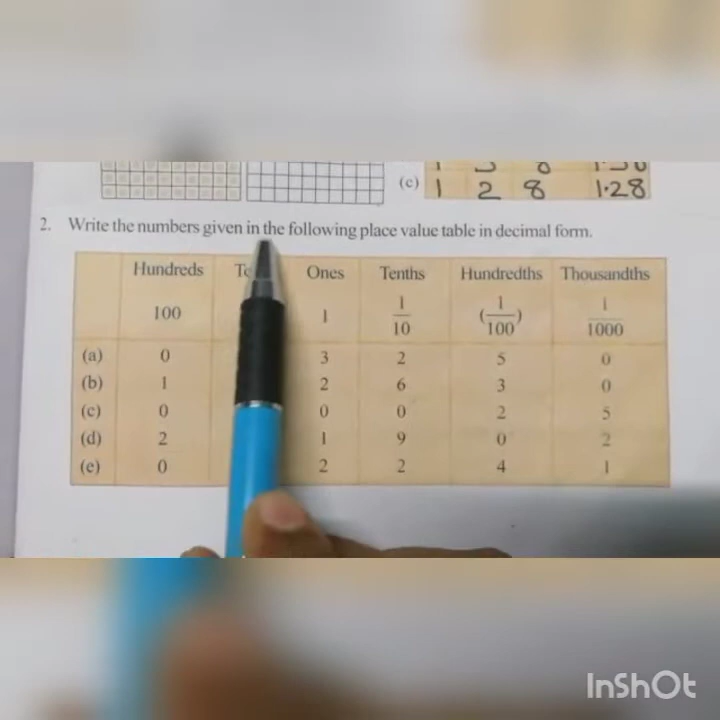 (c) 1 2 8 1.28
2. Write the numbers given in the following place value table in decimal form.
Hundreds Ones Tenths Hundredths Thousandths
100 1 1/10 (1/100) 1/1000
(a) 0 3 2 5 0
(b) 1 2 6 3 0
(c) 0 0 0 2 5
(d) 2 1 9 0 2
(e) 0 2 2 4 1
InShOt